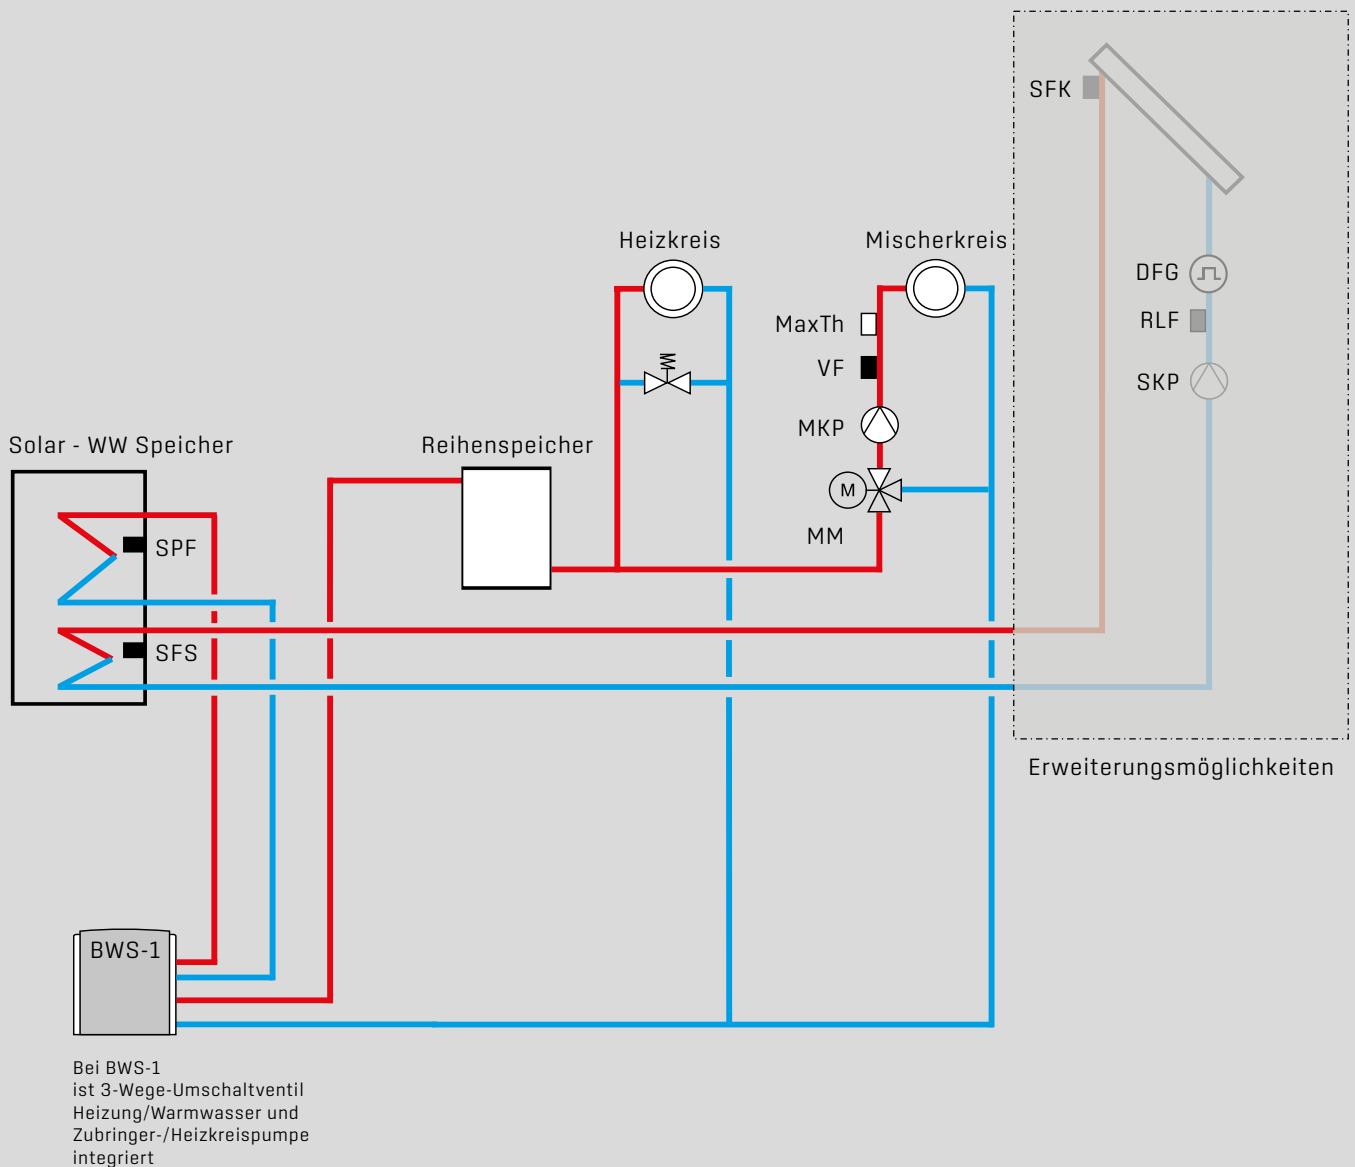 SFK
Heizkreis
Mischerkreis
DFG
MaxTh
RLF
VF
SKP
MKP
Solar - WW Speicher
Reihenspeicher
M
MM
SPF
SFS
Erweiterungsmöglichkeiten
BWS-1
Bei BWS-1
ist 3-Wege-Umschaltventil
Heizung/Warmwasser und
Zubringer-/Heizkreispumpe
integriert